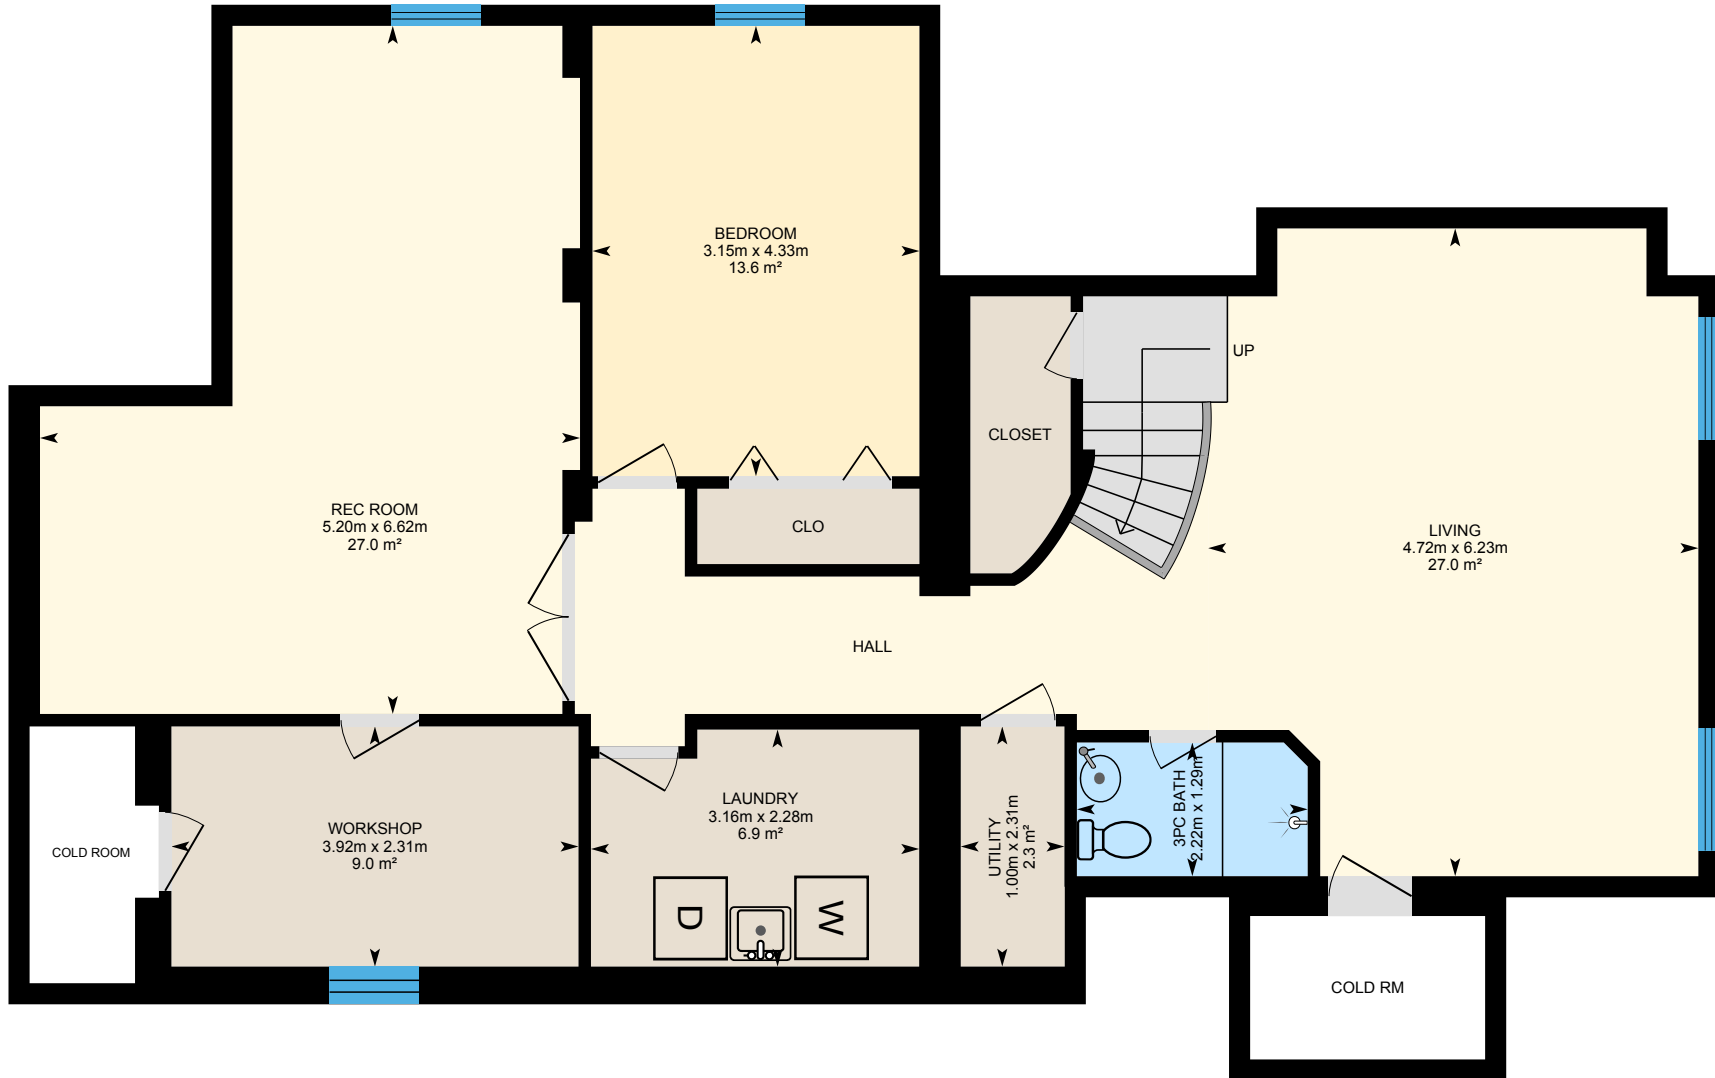 BEDROOM
3.15m x 4.33m
13.6 m²
UP
CLOSET
REC ROOM
5.20m x 6.62m
27.0 m²
CLO
LIVING
4.72m x 6.23m
27.0 m²
HALL
COLD ROOM
WORKSHOP
3.92m x 2.31m
9.0 m²
LAUNDRY
3.16m x 2.28m
6.9 m²
D
W
UTILITY
1.00m x 2.31m
2.3 m²
3PC BATH
2.22m x 1.29m
COLD RM